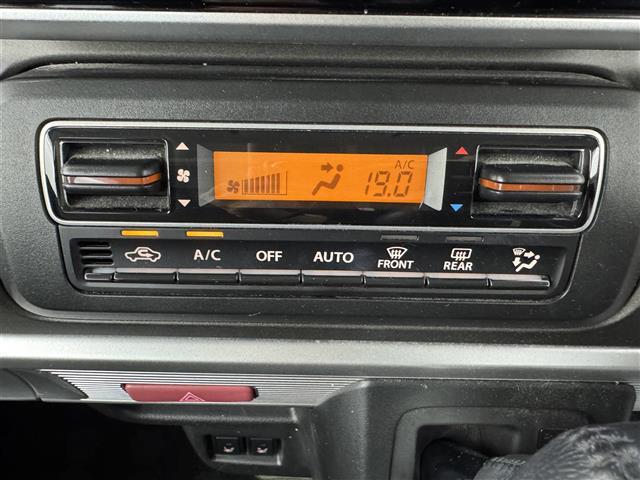 A/C
19.0
A/C OFF AUTO FRONT REAR